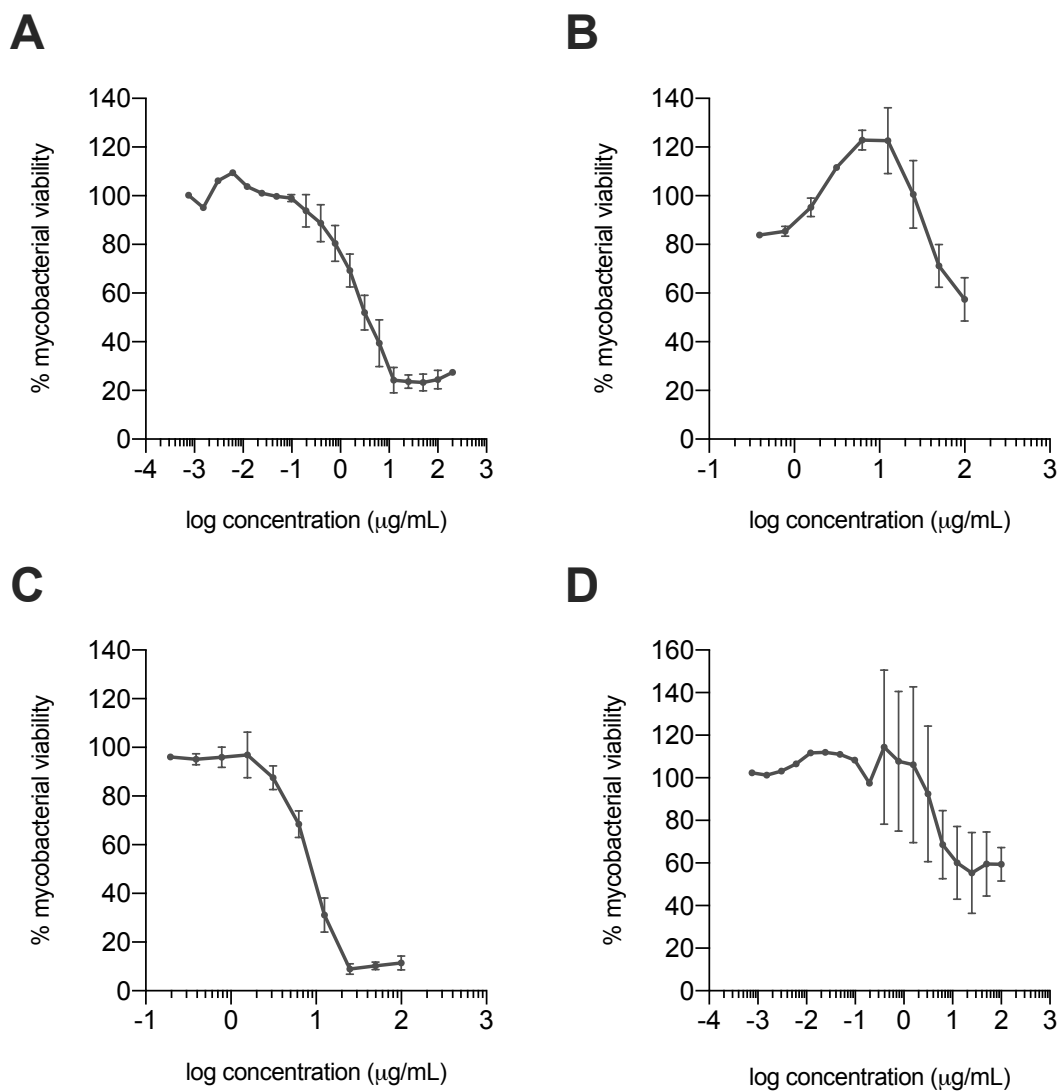 A
% mycobacterial viability
140
120
100
80
60
40
20
0
-4 -3 -2 -1 0 1 2 3
log concentration (μg/mL)
B
% mycobacterial viability
140
120
100
80
60
40
20
0
-1 0 1 2 3
log concentration (μg/mL)
C
% mycobacterial viability
140
120
100
80
60
40
20
0
-1 0 1 2 3
log concentration (μg/mL)
D
% mycobacterial viability
160
140
120
100
80
60
40
20
0
-4 -3 -2 -1 0 1 2 3
log concentration (μg/mL)